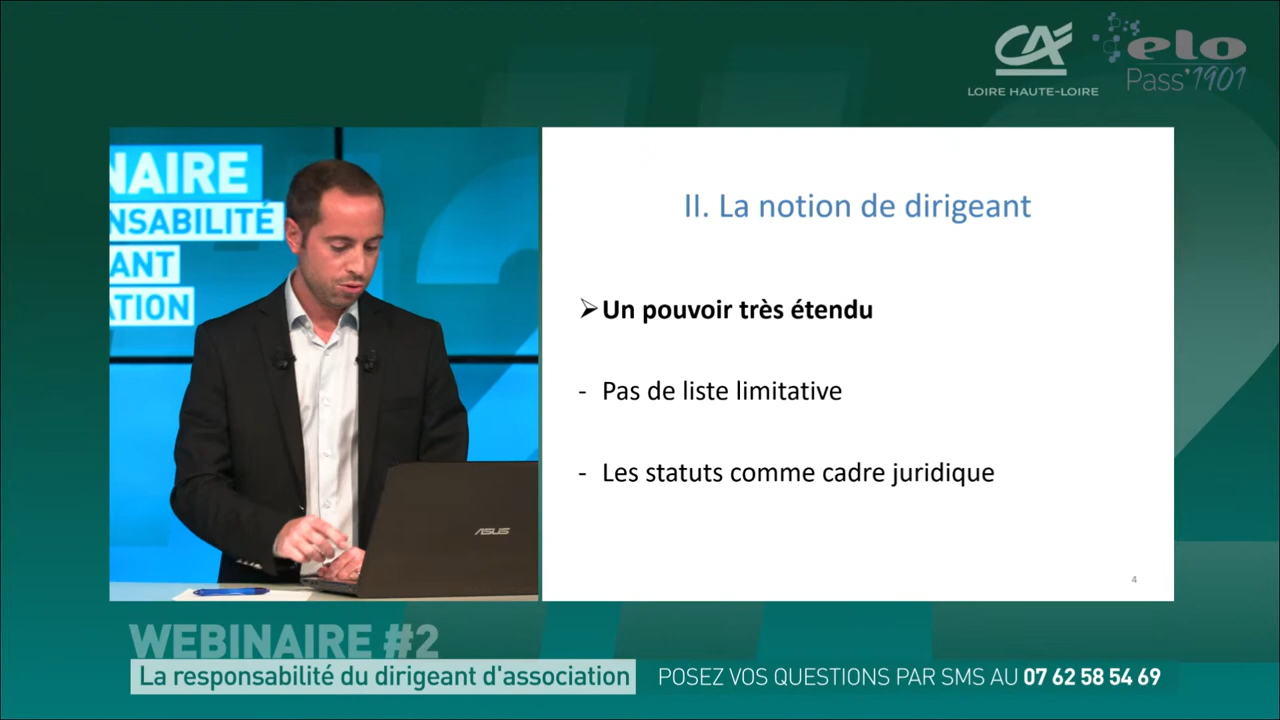 CA
elo
Pass'1901
LOIRE HAUTE-LOIRE
NAIRE
NSABILITÉ
ANT
ATION
II. La notion de dirigeant
Un pouvoir très étendu
- Pas de liste limitative
- Les statuts comme cadre juridique
ASUS
4
WEBINAIRE #2
La responsabilité du dirigeant d'association
POSEZ VOS QUESTIONS PAR SMS AU 07 62 58 54 69